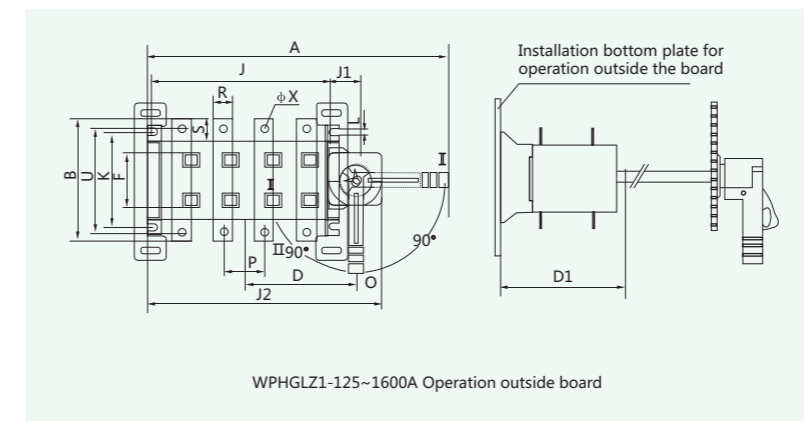 A
J
J1
R
ϕX
L
S
B
U
K
F
I
I
II90°
90°
P
D
O
J2
Installation bottom plate for
operation outside the board
D1
WPHGLZ1-125~1600A Operation outside board